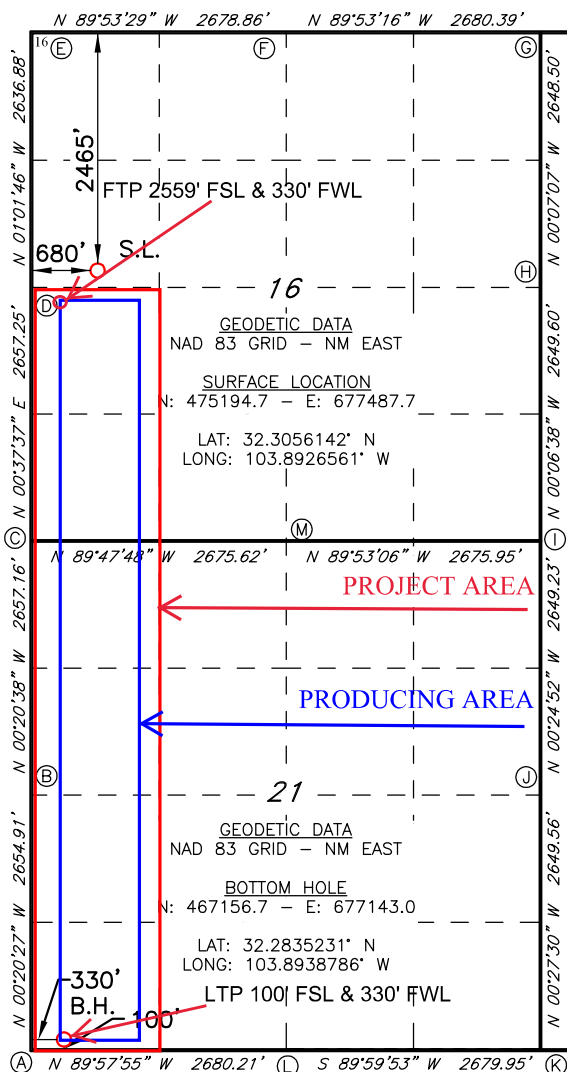 N 89°53'29" W 2678.86' N 89°53'16" W 2680.39'
16 E F G
N 01°01'46" W 2636.88'
2465'
N 00°07'07" W 2648.50'
FTP 2559' FSL & 330' FWL
680' S.L.
H
16
D
GEODETIC DATA
NAD 83 GRID – NM EAST
SURFACE LOCATION
N: 475194.7 – E: 677487.7
LAT: 32.3056142° N
LONG: 103.8926561° W
N 00°37'37" E 2657.25'
N 00°06'38" W 2649.60'
C M I
N 89°47'48" W 2675.62' N 89°53'06" W 2675.95'
PROJECT AREA
N 00°20'38" W 2657.16'
N 00°24'52" W 2649.23'
PRODUCING AREA
B J
21
GEODETIC DATA
NAD 83 GRID – NM EAST
BOTTOM HOLE
N: 467156.7 – E: 677143.0
LAT: 32.2835231° N
LONG: 103.8938786° W
N 00°20'27" W 2654.91'
N 00°27'30" W 2649.56'
330'
B.H.
LTP 100' FSL & 330' FWL
100'
A L K
N 89°57'55" W 2680.21' S 89°59'53" W 2679.95'